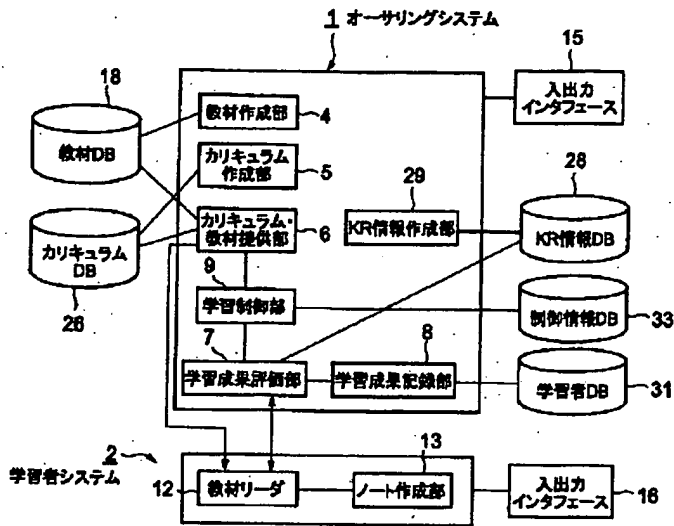 1 オーサリングシステム
18
15
入出力
インタフェース
教材作成部
4
教材DB
カリキュラム
作成部
5
29
28
カリキュラム・
教材提供部
6
KR情報作成部
KR情報DB
カリキュラム
DB
26
9
学習制御部
制御情報DB
33
7
8
学習成果評価部
学習成果記録部
学習者DB
31
2
学習者システム
13
12
教材リーダ
ノート作成部
入出力
インタフェース
16